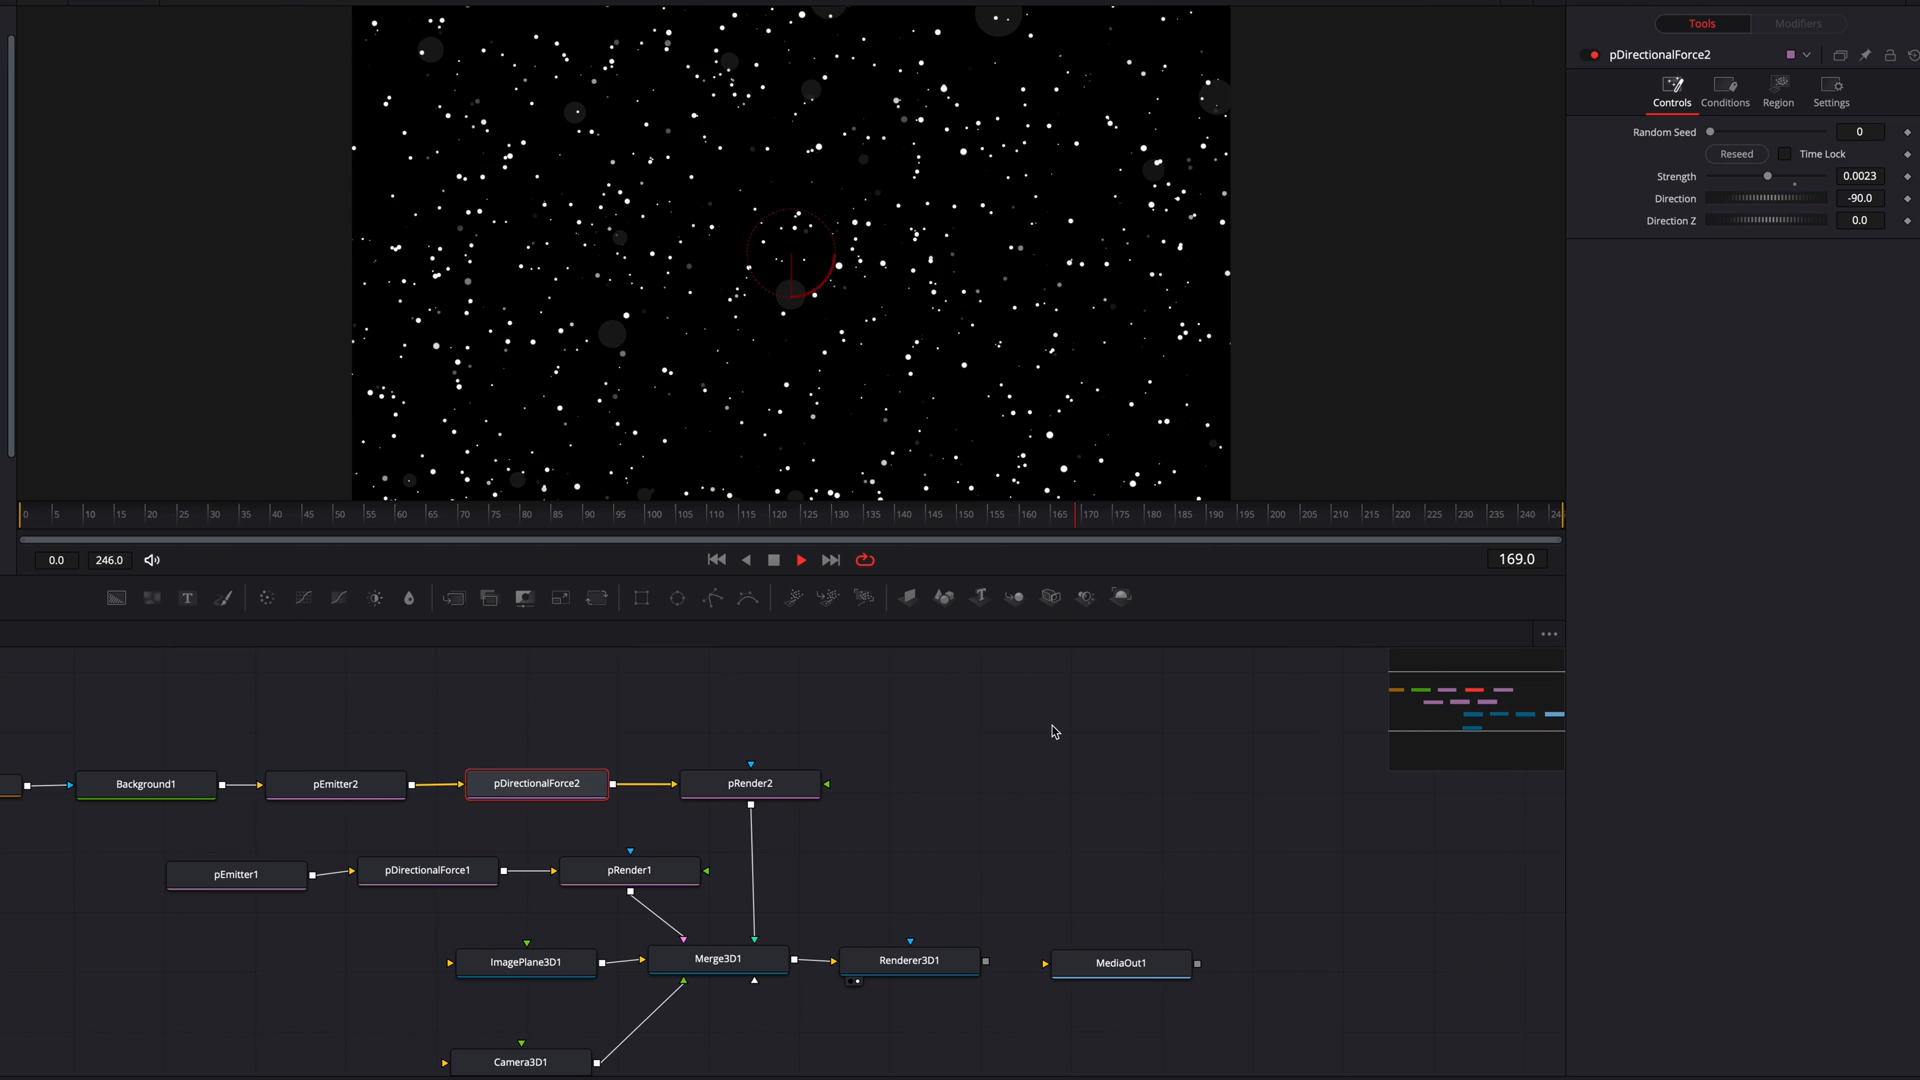 Tools Modifiers
pDirectionalForce2
Controls Conditions Region Settings
Random Seed 0
Reseed Time Lock
Strength 0.0023
Direction -90.0
Direction Z 0.0
0 5 10 15 20 25 30 35 40 45 50 55 60 65 70 75 80 85 90 95 100 105 110 115 120 125 130 135 140 145 150 155 160 165 170 175 180 185 190 195 200 205 210 215 220 225 230 235 240
0.0 246.0 169.0
T
Background1 pEmitter2 pDirectionalForce2 pRender2
pEmitter1 pDirectionalForce1 pRender1
ImagePlane3D1 Merge3D1 Renderer3D1 MediaOut1
Camera3D1